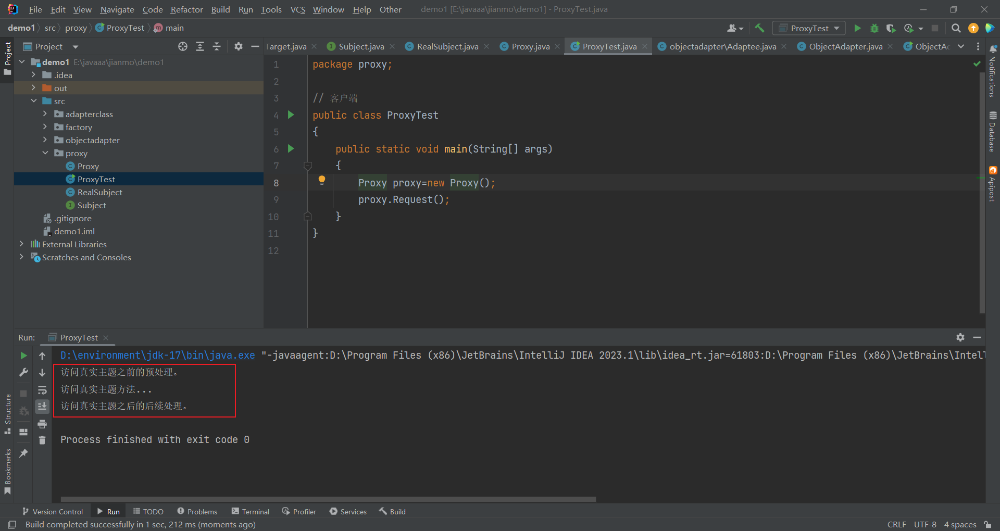 File Edit View Navigate Code Refactor Build Run Tools VCS Window Help Other demo1 [E:\javaaa\jianmo\demo1] - ProxyTest.java
demo1 src proxy ProxyTest main
ProxyTest
Project
Target.java Subject.java RealSubject.java Proxy.java ProxyTest.java objectadapter\Adaptee.java ObjectAdapter.java ObjectAc
Project
demo1 E:\javaaa\jianmo\demo1
.idea
out
src
adapterclass
factory
objectadapter
proxy
Proxy
ProxyTest
RealSubject
Subject
.gitignore
demo1.iml
External Libraries
Scratches and Consoles
1 package proxy;
2
3 // 客户端
4 public class ProxyTest
5 {
6 public static void main(String[] args)
7 {
8 Proxy proxy=new Proxy();
9 proxy.Request();
10 }
11 }
12
Notifications
Database
Apipost
Run: ProxyTest
D:\environment\jdk-17\bin\java.exe "-javaagent:D:\Program Files (x86)\JetBrains\IntelliJ IDEA 2023.1\lib\idea_rt.jar=61803:D:\Program Files (x86)\JetBrains\Intel
访问真实主题之前的预处理。
访问真实主题方法...
访问真实主题之后的后续处理。
Process finished with exit code 0
Structure
Bookmarks
Version Control Run TODO Problems Terminal Profiler Services Build
Build completed successfully in 1 sec, 212 ms (moments ago)
CRLF UTF-8 4 spaces